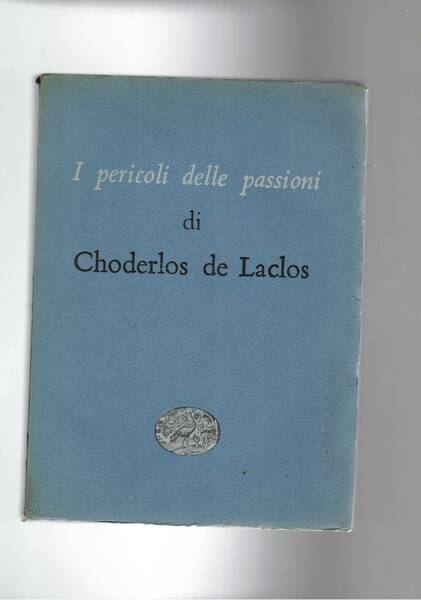 I pericoli delle passioni
di
Choderlos de Laclos